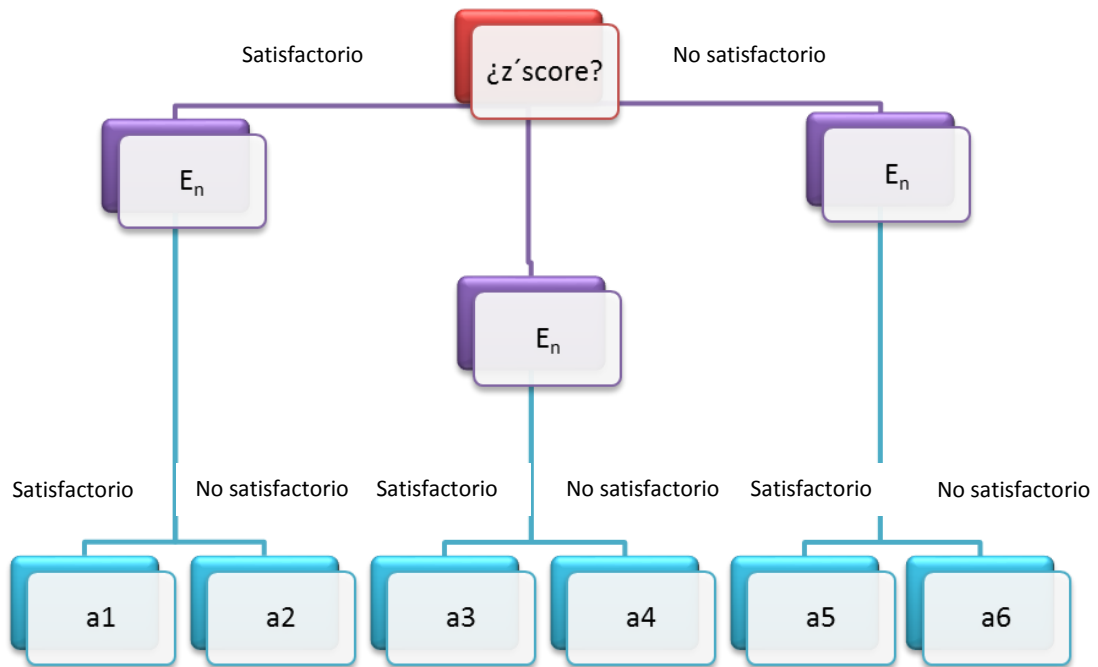 Satisfactorio
¿z´score?
No satisfactorio
Eₙ
Eₙ
Eₙ
Satisfactorio
No satisfactorio
Satisfactorio
No satisfactorio
Satisfactorio
No satisfactorio
a1
a2
a3
a4
a5
a6